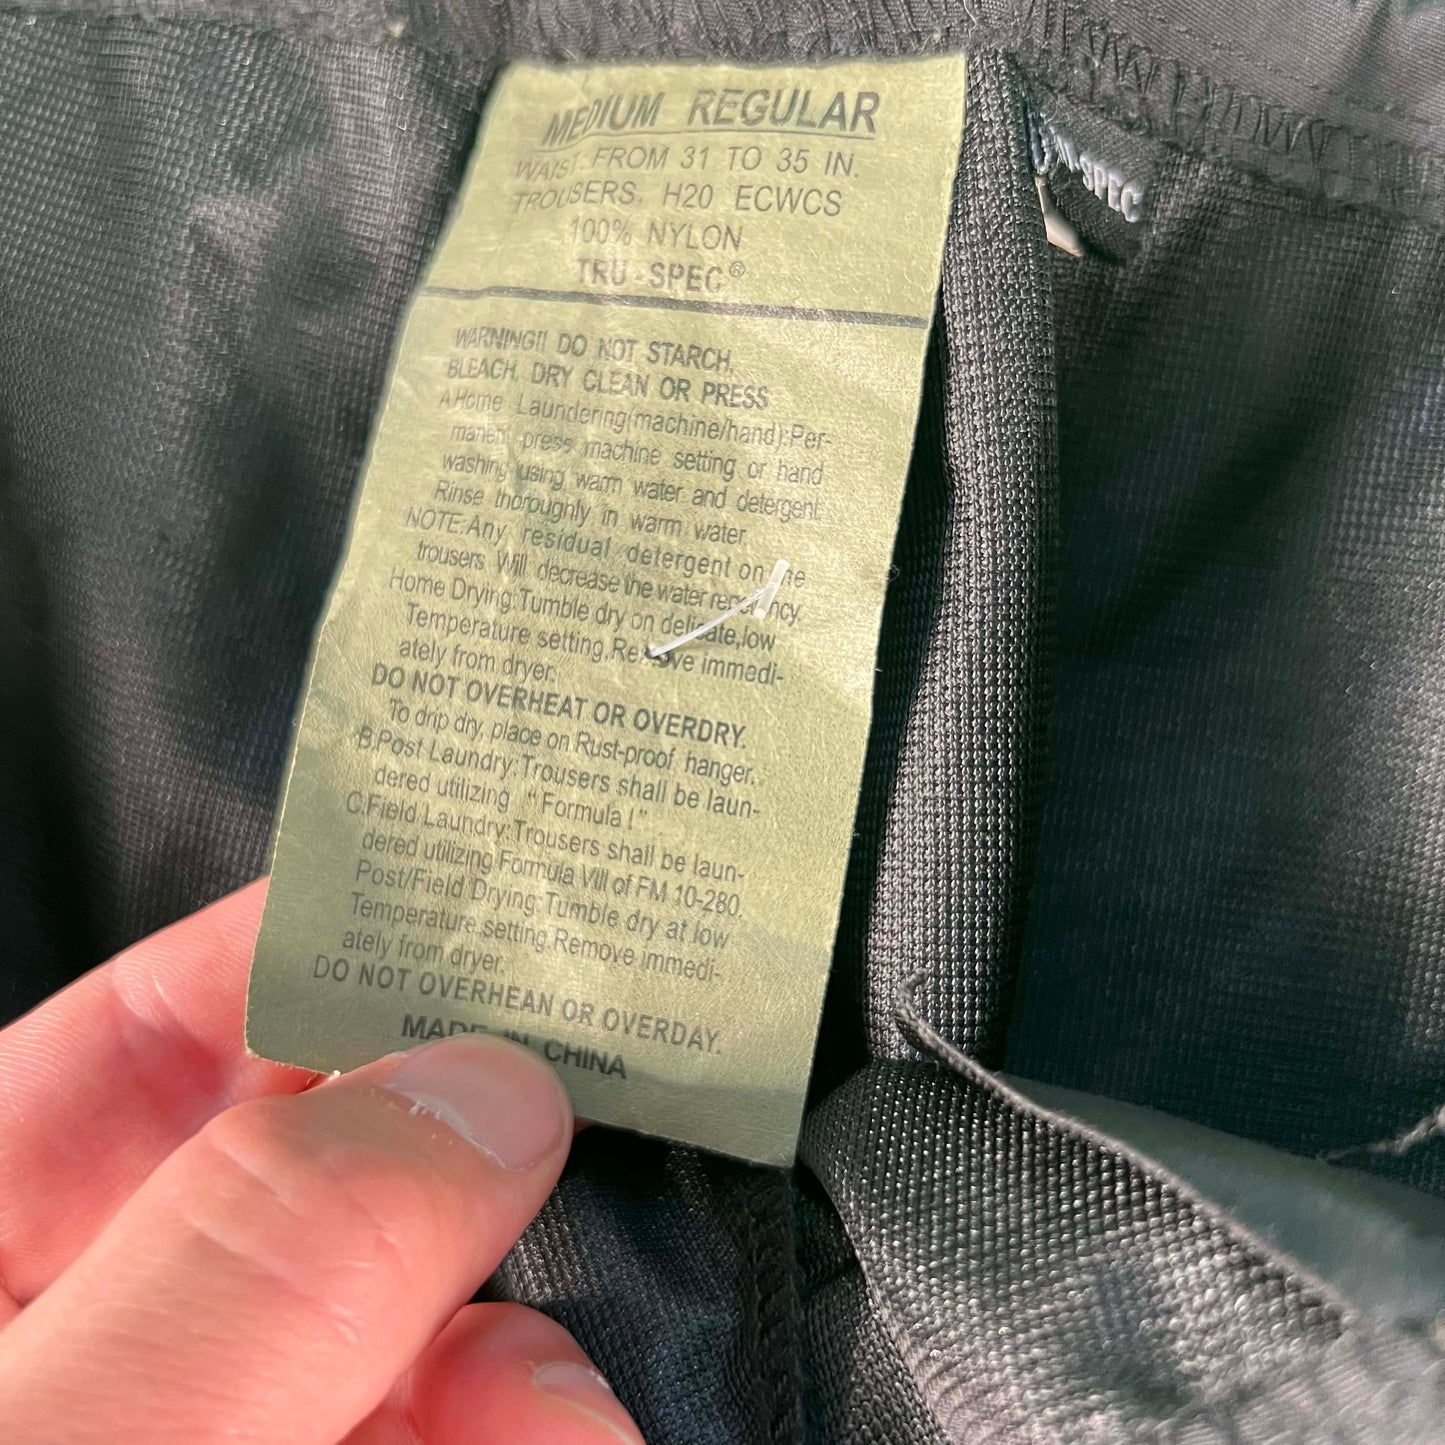 MEDIUM REGULAR
WAIST: FROM 31 TO 35 IN.
TROUSERS, H20 ECWCS
100% NYLON
TRU-SPEC®
WARNING!! DO NOT STARCH,
BLEACH, DRY CLEAN OR PRESS
A.Home Laundering(machine/hand):Per-
manent press machine setting or hand
washing using warm water and detergent.
Rinse thoroughly in warm water.
NOTE:Any residual detergent on the
trousers Will decrease the water repellency.
Home Drying:Tumble dry on delicate,low
Temperature setting,Remove immedi-
ately from dryer.
DO NOT OVERHEAT OR OVERDRY.
To drip dry, place on Rust-proof hanger.
B.Post Laundry:Trousers shall be laun-
dered utilizing "Formula I".
C.Field Laundry:Trousers shall be laun-
dered utilizing Formula VIII of FM 10-280.
Post/Field Drying:Tumble dry at low
Temperature setting.Remove immedi-
ately from dryer.
DO NOT OVERHEAN OR OVERDAY.
MADE IN CHINA
TRU-SPEC